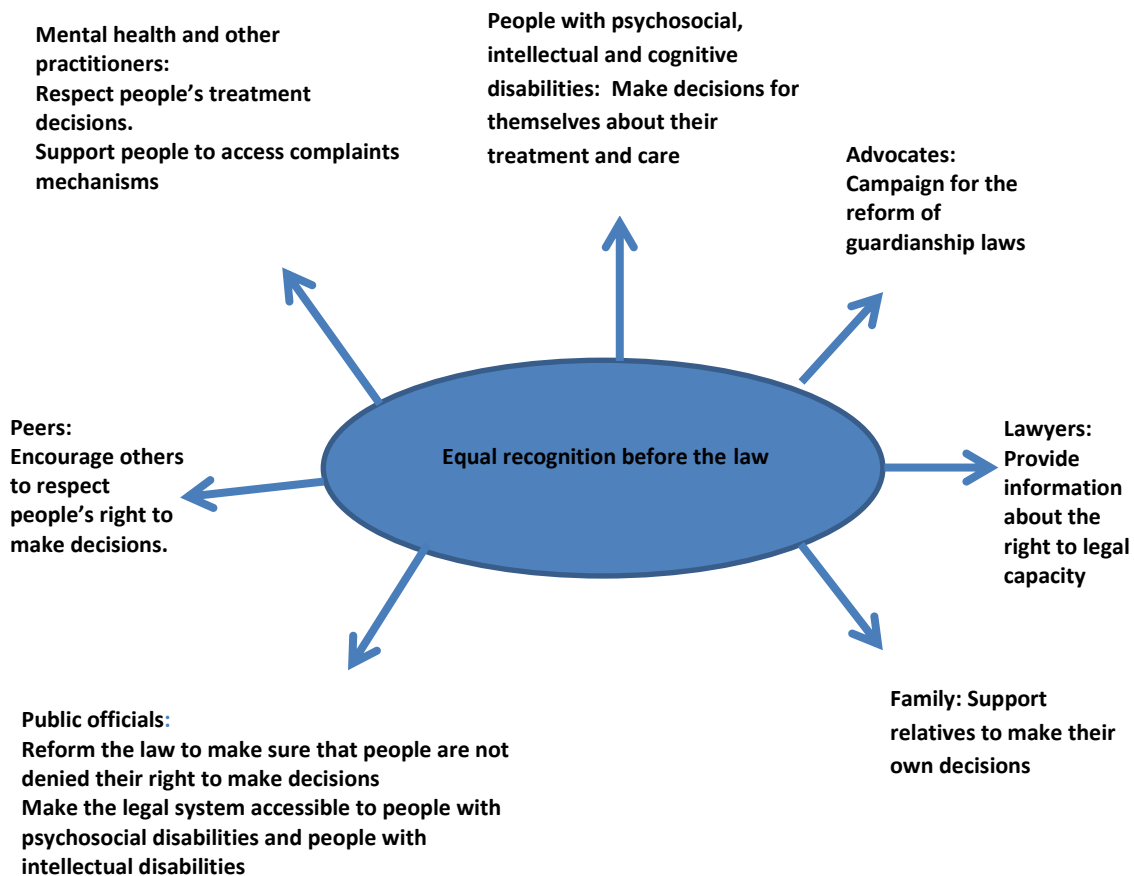 Mental health and other
practitioners:
Respect people’s treatment
decisions.
Support people to access complaints
mechanisms
People with psychosocial,
intellectual and cognitive
disabilities:  Make decisions for
themselves about their
treatment and care
Advocates:
Campaign for the
reform of
guardianship laws
Peers:
Encourage others
to respect
people’s right to
make decisions.
Equal recognition before the law
Lawyers:
Provide
information
about the
right to legal
capacity
Public officials:
Reform the law to make sure that people are not
denied their right to make decisions
Make the legal system accessible to people with
psychosocial disabilities and people with
intellectual disabilities
Family: Support
relatives to make their
own decisions